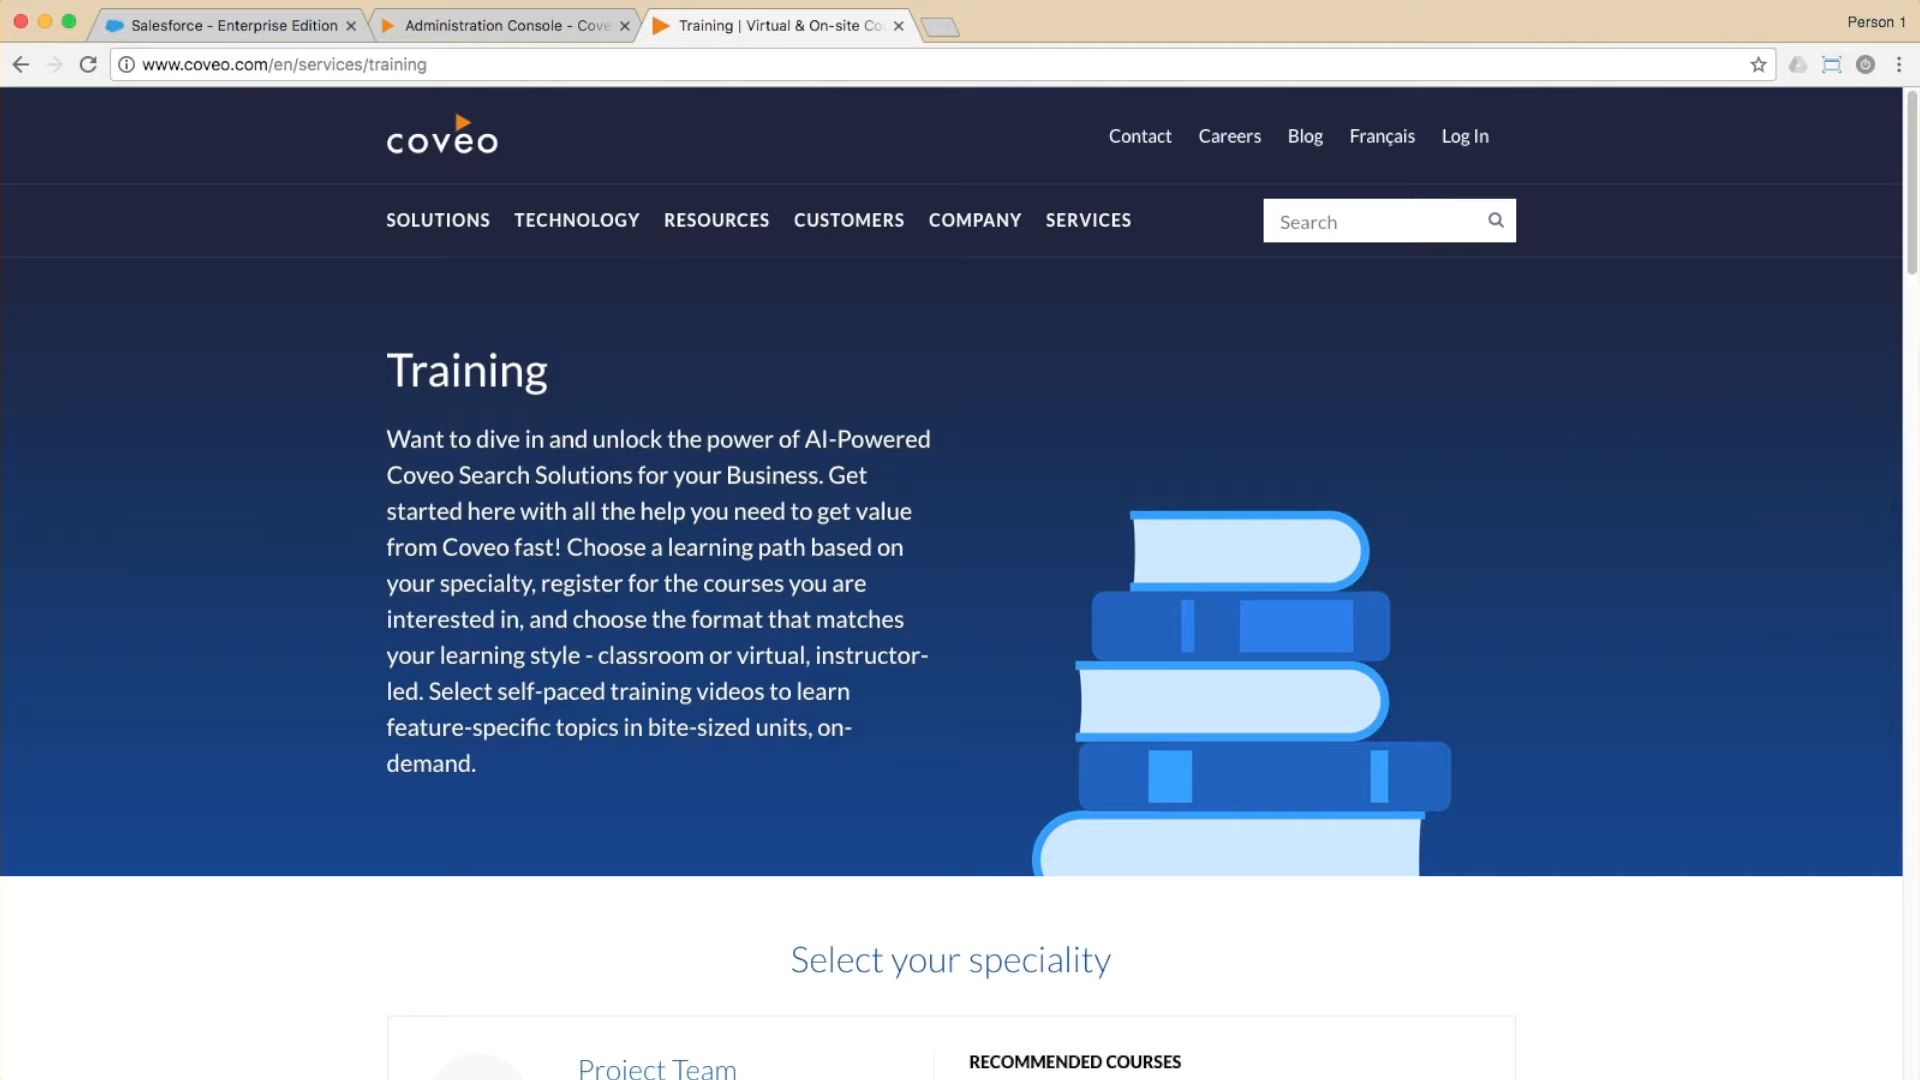 Salesforce - Enterprise Edition
Administration Console - Cove
Training | Virtual & On-site Co
Person 1
www.coveo.com/en/services/training
coveo
Contact
Careers
Blog
Français
Log In
SOLUTIONS
TECHNOLOGY
RESOURCES
CUSTOMERS
COMPANY
SERVICES
Search
Training
Want to dive in and unlock the power of AI-Powered
Coveo Search Solutions for your Business. Get
started here with all the help you need to get value
from Coveo fast! Choose a learning path based on
your specialty, register for the courses you are
interested in, and choose the format that matches
your learning style - classroom or virtual, instructor-
led. Select self-paced training videos to learn
feature-specific topics in bite-sized units, on-
demand.
Select your speciality
Project Team
RECOMMENDED COURSES